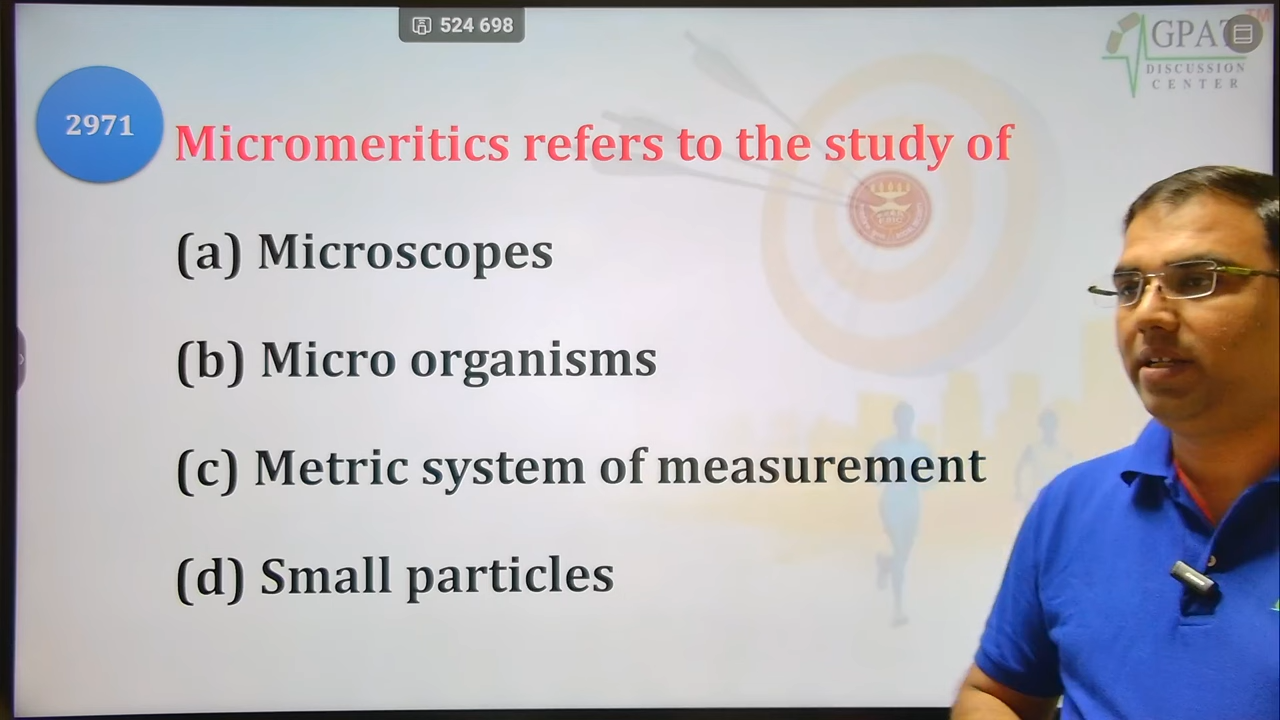 524 698
GPAT
TM
DISCUSSION
CENTER
2971
Micromeritics refers to the study of
(a) Microscopes
(b) Micro organisms
(c) Metric system of measurement
(d) Small particles